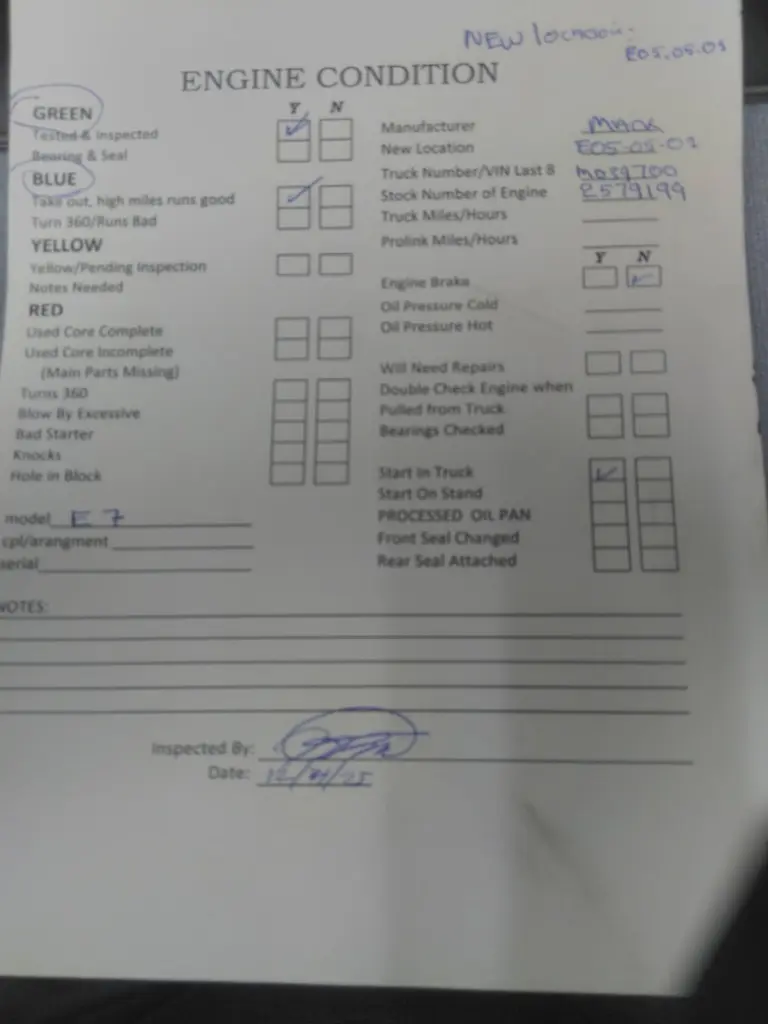 NEW location:
E05.05.01
ENGINE CONDITION
GREEN
Y N
Tested & Inspected
Bearing & Seal
BLUE
Take out, high miles runs good
Turn 360/Runs Bad
YELLOW
Yellow/Pending Inspection
Notes Needed
RED
Used Core Complete
Used Core Incomplete
(Main Parts Missing)
Turns 360
Blow By Excessive
Bad Starter
Knocks
Hole in Block
model E7
cpl/arangment
serial
Manufacturer MACK
New Location
Truck Number/VIN Last 8 M039700
Stock Number of Engine 2579199
Truck Miles/Hours
Prolink Miles/Hours
Y N
Engine Brake
Oil Pressure Cold
Oil Pressure Hot
Will Need Repairs
Double Check Engine when
Pulled from Truck
Bearings Checked
Start In Truck
Start On Stand
PROCESSED OIL PAN
Front Seal Changed
Rear Seal Attached
NOTES:
Inspected By:
Date: